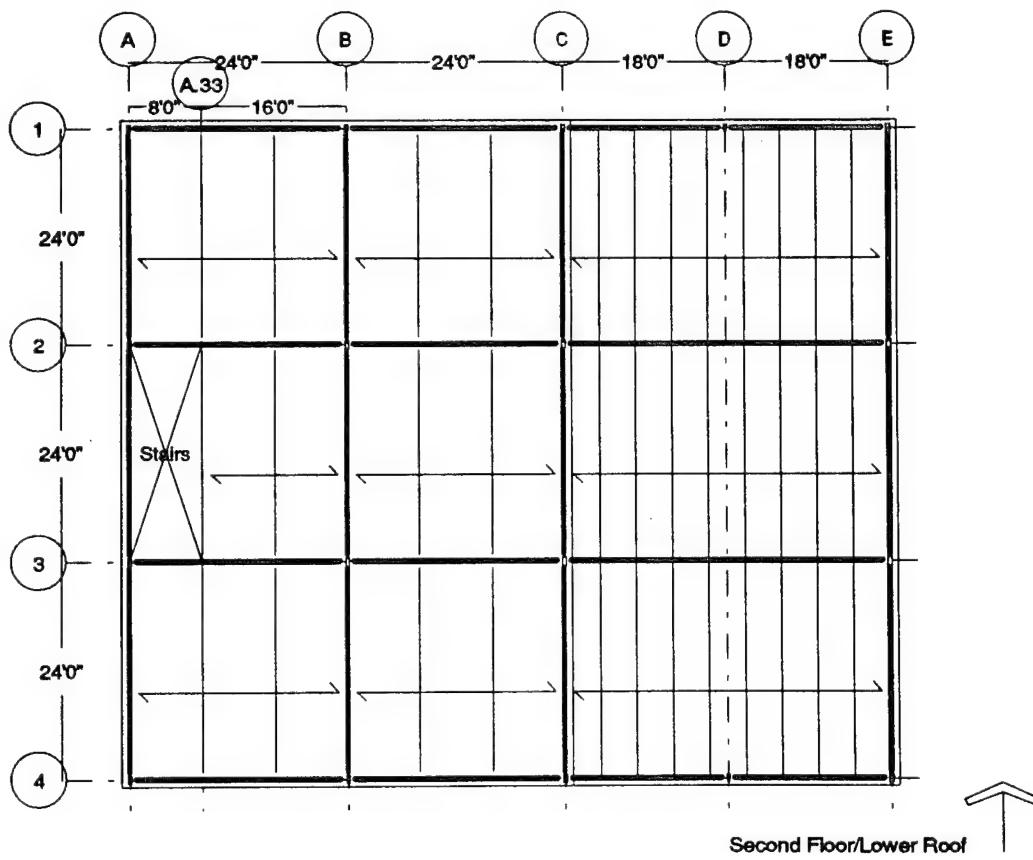 A B C D E
24'0" 24'0" 18'0" 18'0"
A.33
8'0" 16'0"
1
24'0"
2
24'0"
Stairs
3
24'0"
4
Second Floor/Lower Roof